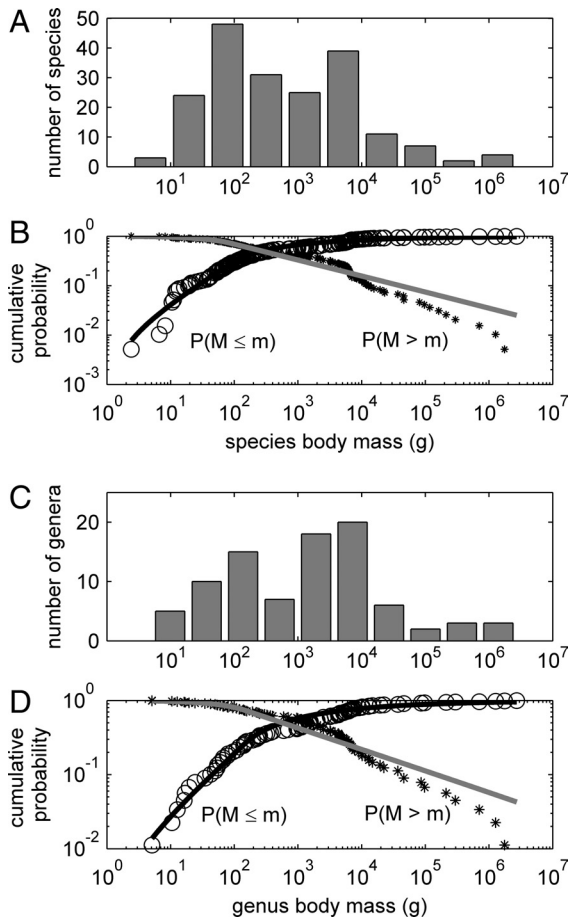 A
number of species
50
40
30
20
10
0
10^1 10^2 10^3 10^4 10^5 10^6 10^7
B
cumulative
probability
10^0
10^-1
10^-2
10^-3
P(M ≤ m)
P(M > m)
10^0 10^1 10^2 10^3 10^4 10^5 10^6 10^7
species body mass (g)
C
number of genera
20
10
0
10^1 10^2 10^3 10^4 10^5 10^6 10^7
D
cumulative
probability
10^0
10^-1
10^-2
P(M ≤ m)
P(M > m)
10^0 10^1 10^2 10^3 10^4 10^5 10^6 10^7
genus body mass (g)